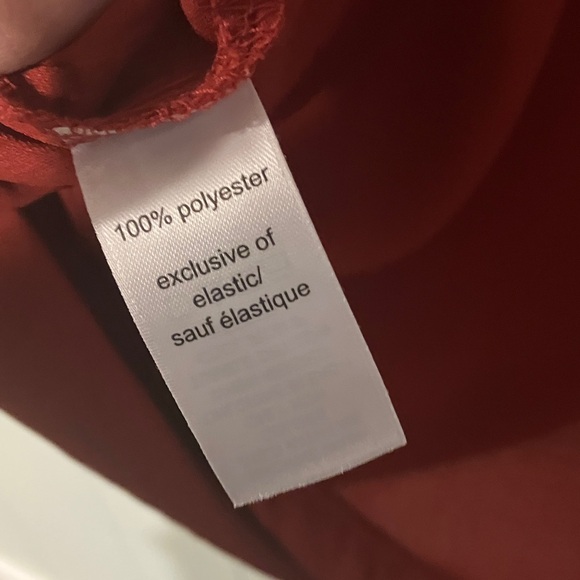 100% polyester
exclusive of
elastic/
sauf élastique